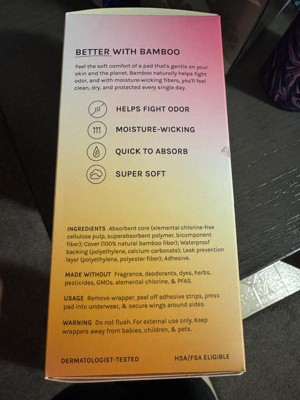 BETTER WITH BAMBOO
Feel the soft comfort of a pad that's gentle on your
skin and the planet. Bamboo naturally helps fight
odor, and with moisture-wicking fibers, you'll feel
clean, dry, and protected every single day.
HELPS FIGHT ODOR
MOISTURE-WICKING
QUICK TO ABSORB
SUPER SOFT
INGREDIENTS Absorbent core (elemental chlorine-free
cellulose pulp, superabsorbent polymer, bicomponent
fiber); Cover (100% natural bamboo fiber); Waterproof
backing (polyethylene, calcium carbonate); Leak prevention
layer (polyethylene, polyester fiber); Adhesive.
MADE WITHOUT Fragrance, deodorants, dyes, herbs,
pesticides, GMOs, elemental chlorine, & PFAS.
USAGE Remove wrapper, peel off adhesive strips, press
pad into underwear, & secure wings around sides.
WARNING Do not flush. For external use only. Keep
wrappers away from babies, children, & pets.
DERMATOLOGIST-TESTED
HSA/FSA ELIGIBLE